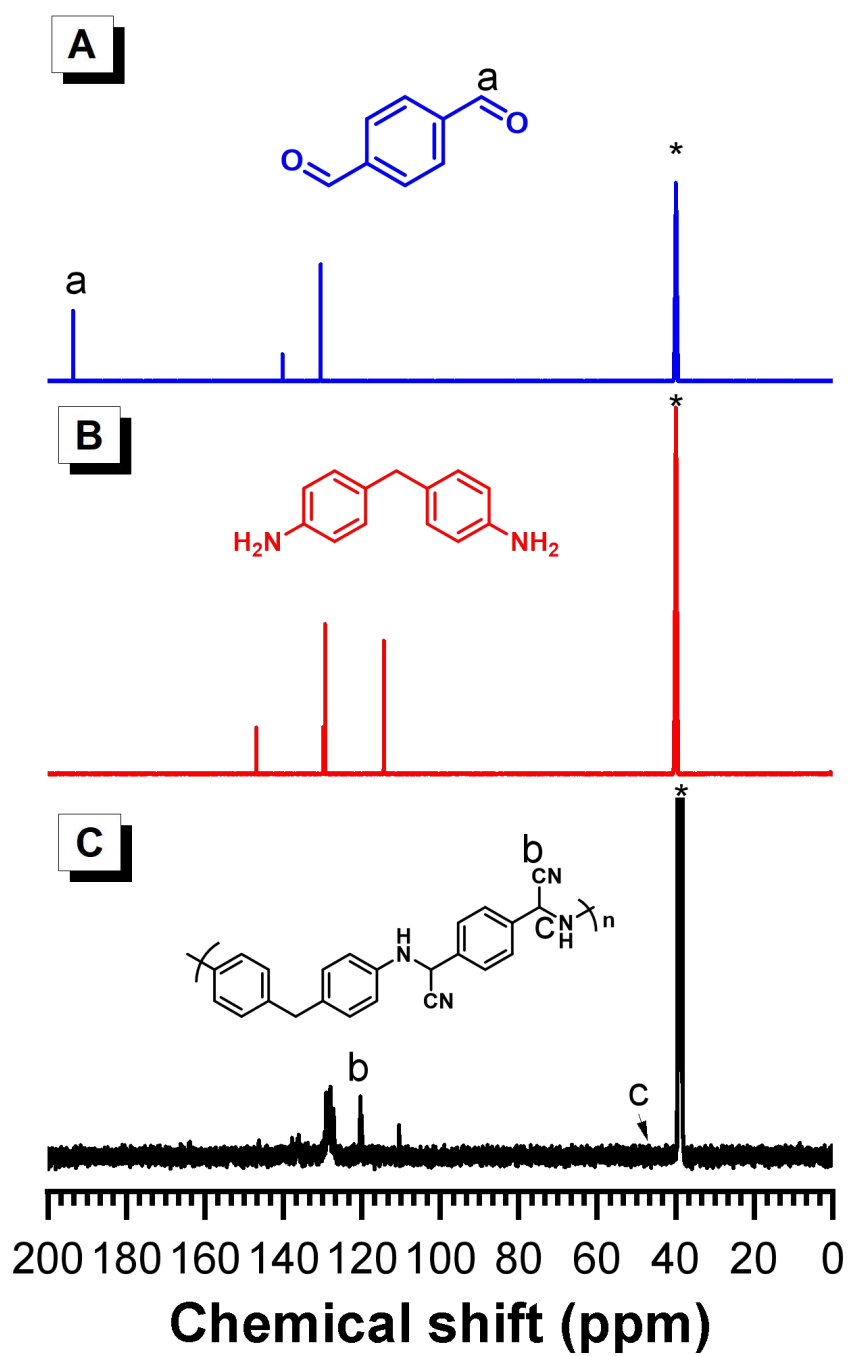 A
a
O
O
*
a
*
B
H₂N
NH₂
*
C
b
CN
H
N
C
N
H
n
CN
b
c
200 180 160 140 120 100 80 60 40 20 0
Chemical shift (ppm)